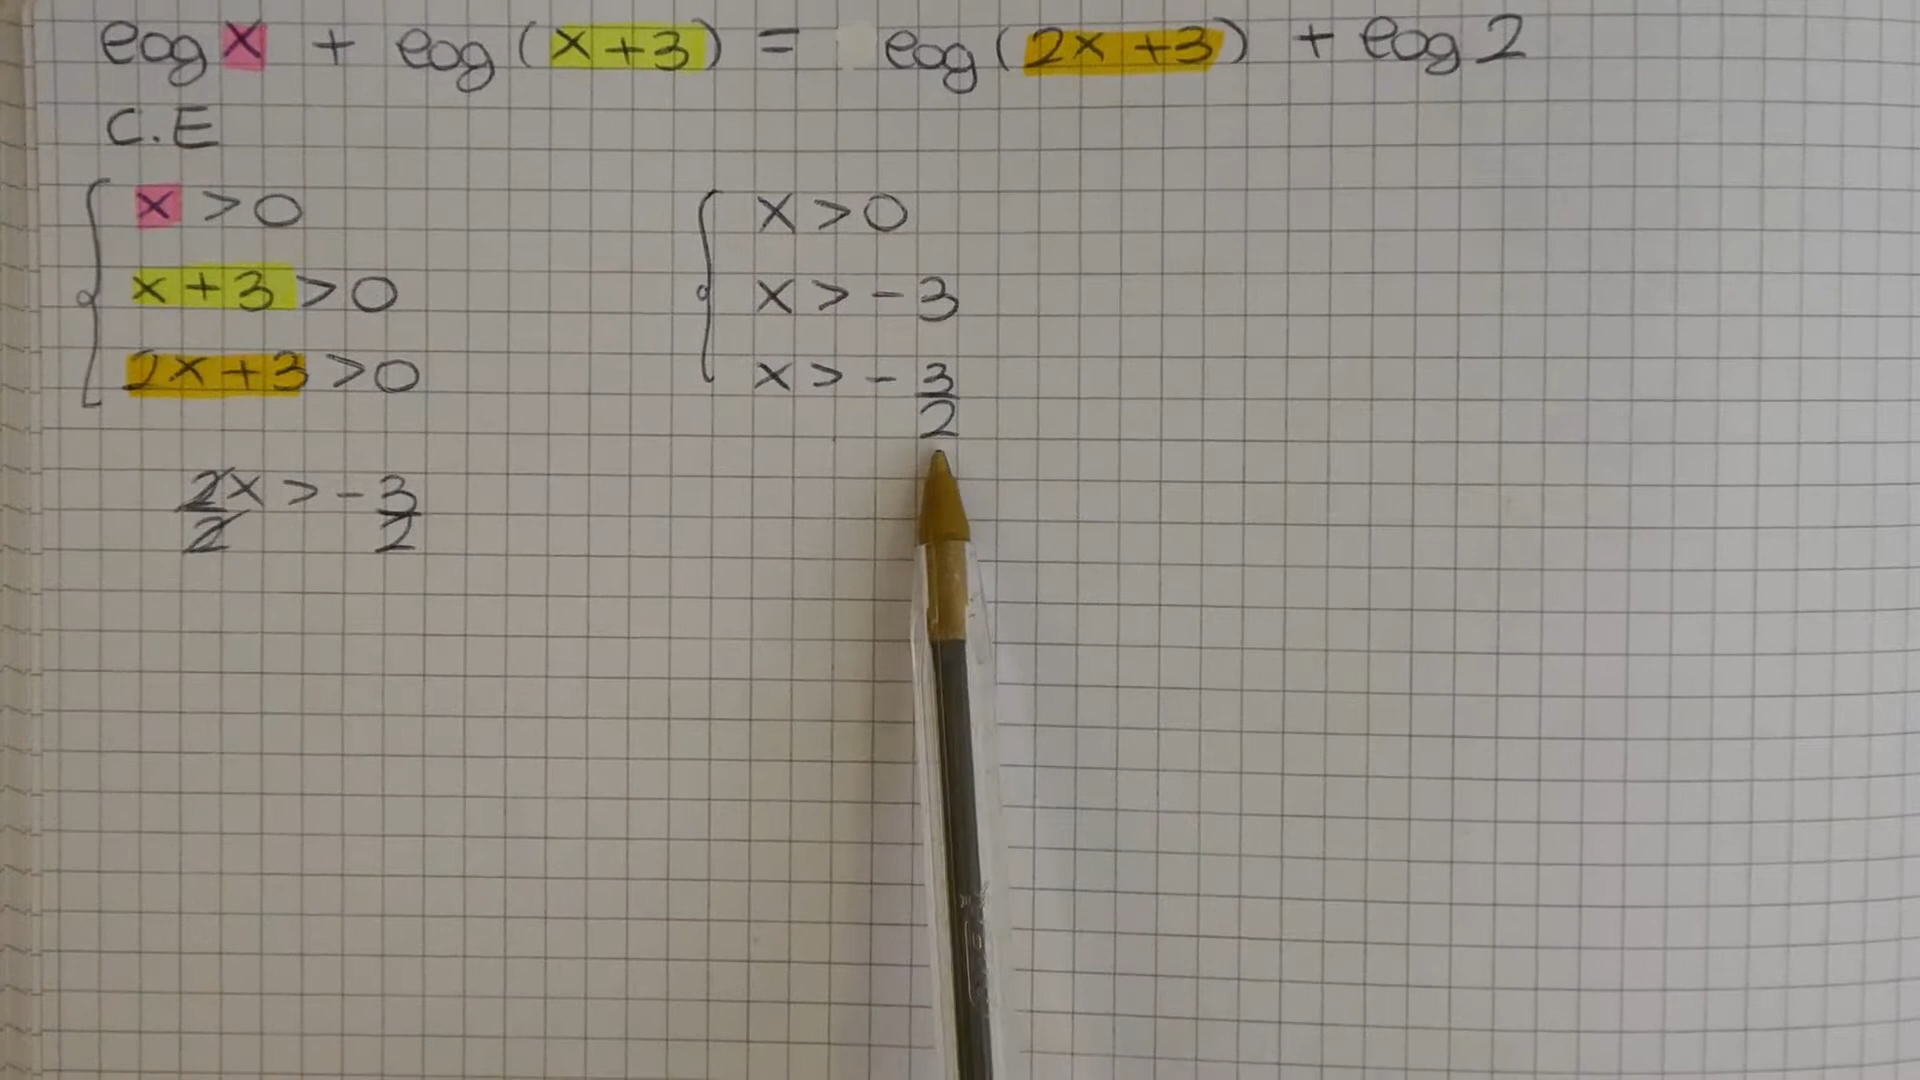 log x + log (x+3) = log (2x+3) + log 2
C.E
x > 0
x+3 > 0
2x+3 > 0
x > 0
x > -3
x > - 3/2
2x/2 > - 3/2